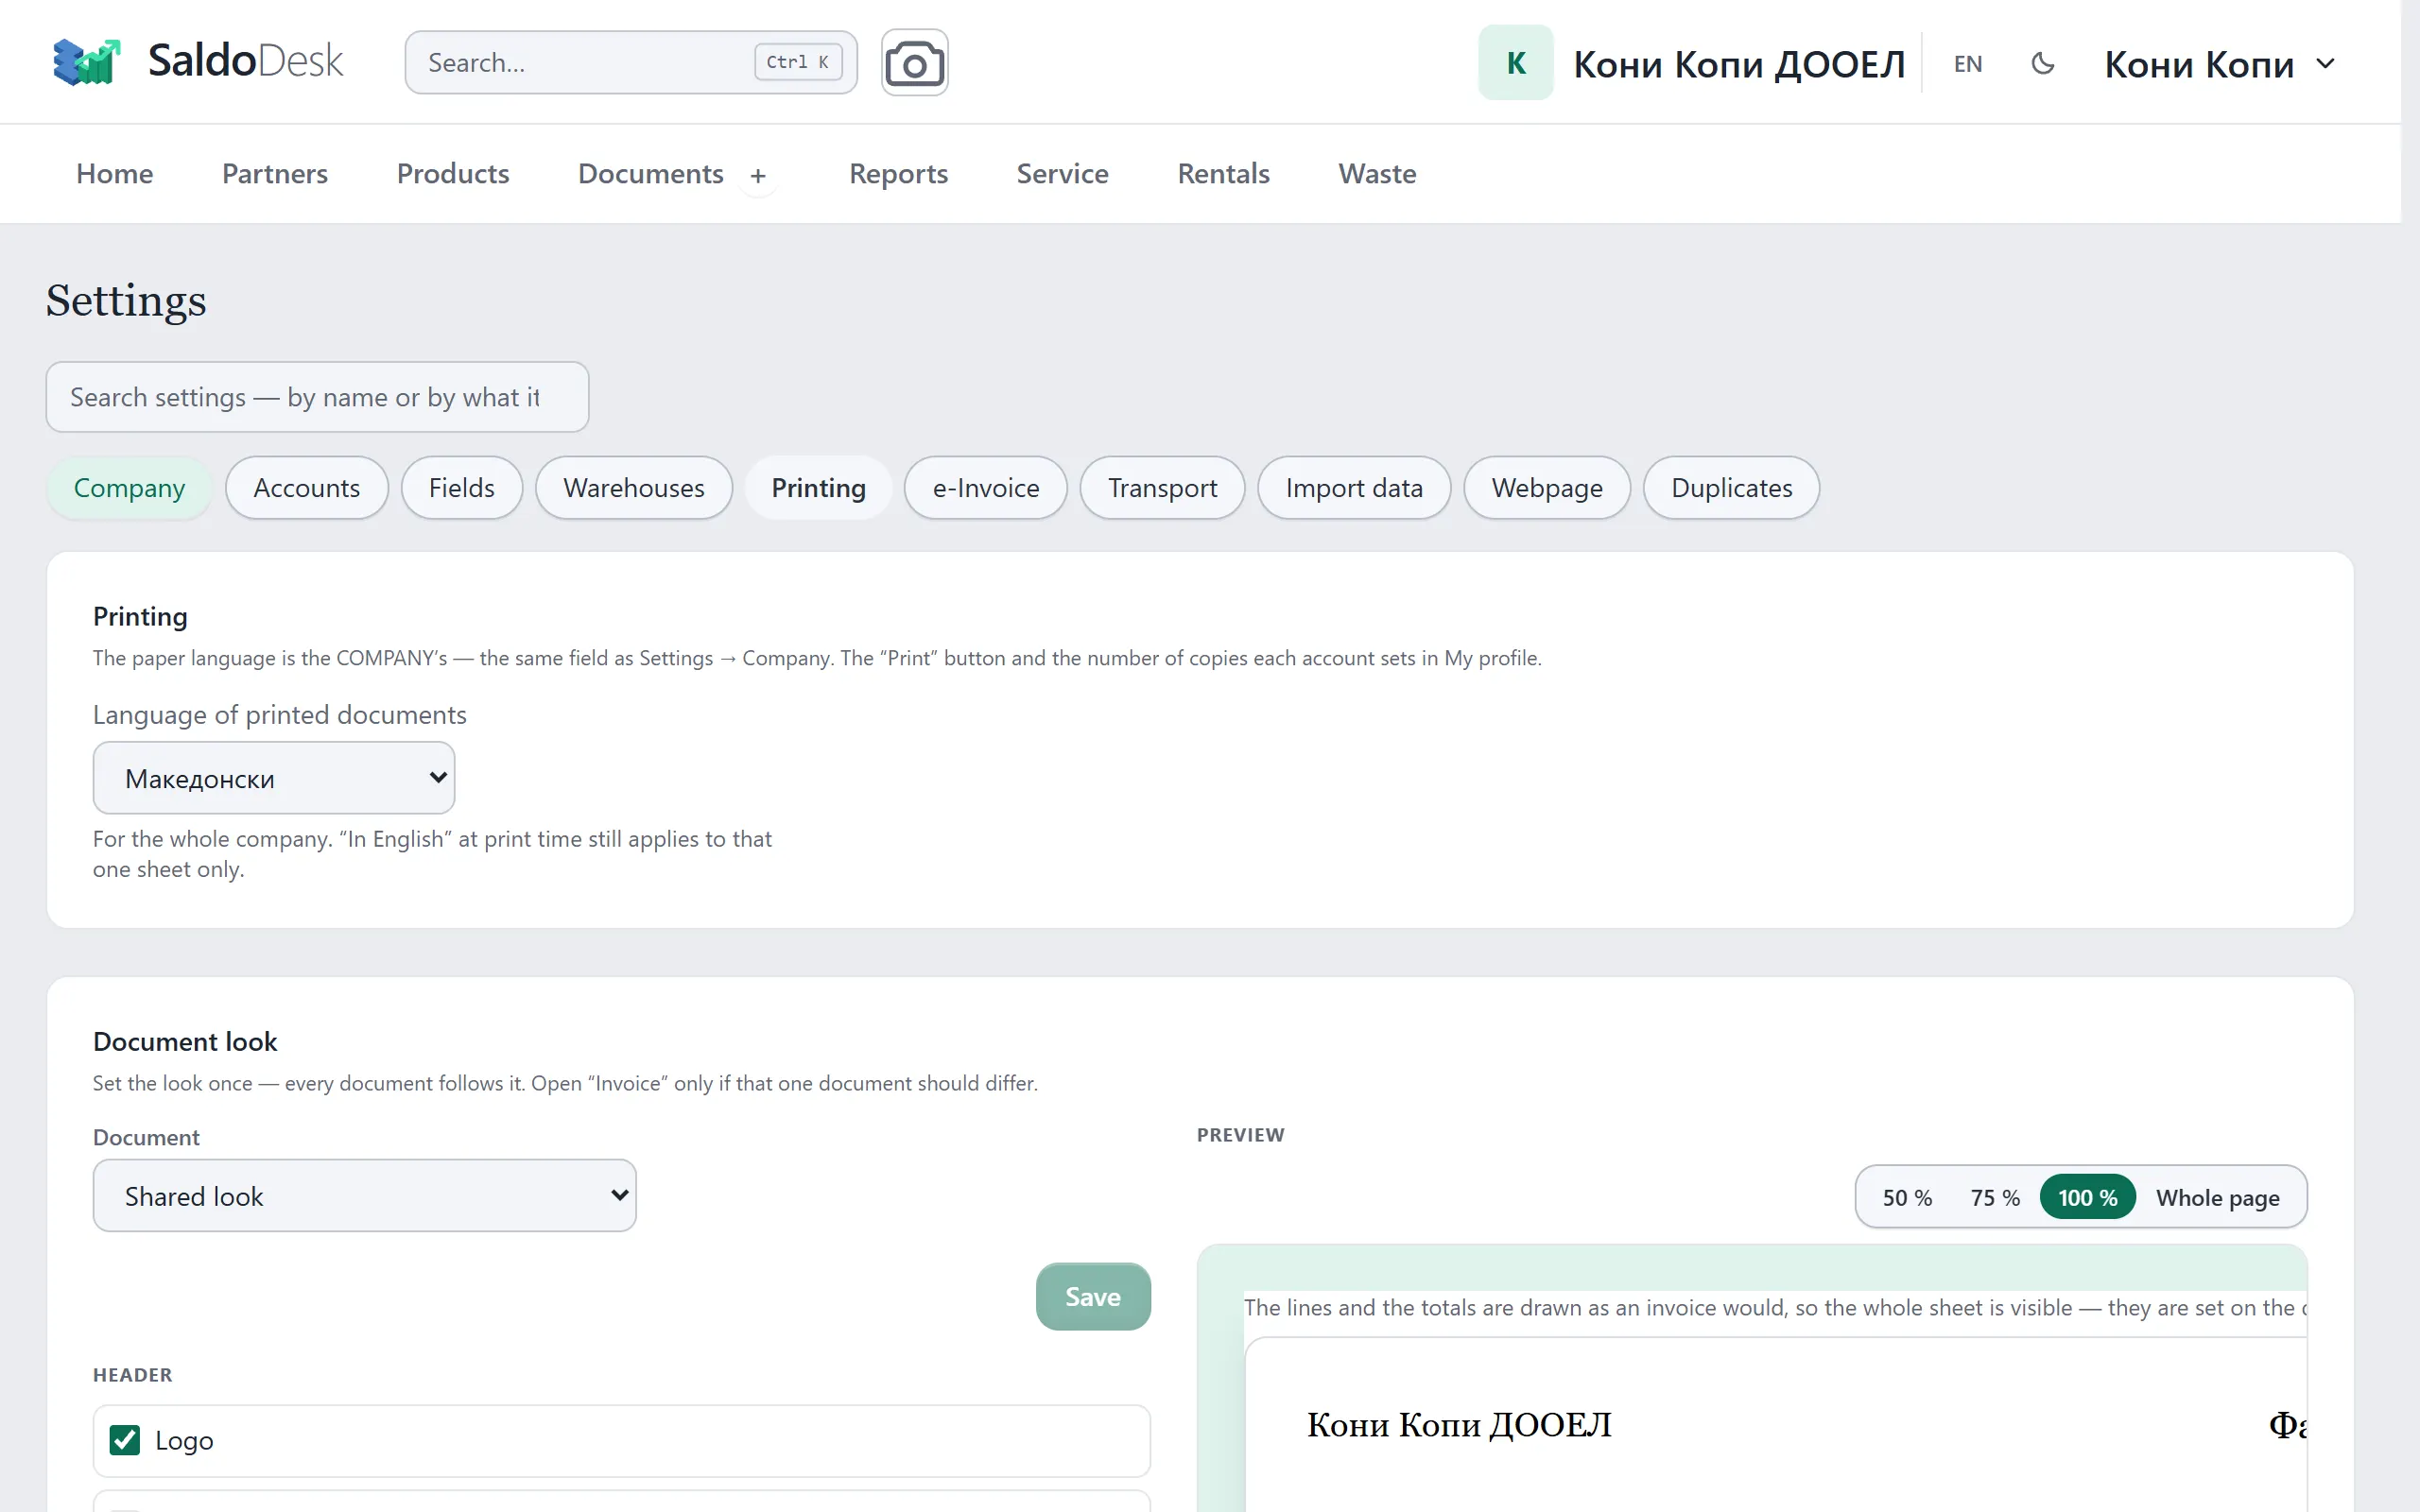 SaldoDesk
Search...
Ctrl K
К
Кони Копи ДООЕЛ
EN
Кони Копи
Home
Partners
Products
Documents +
Reports
Service
Rentals
Waste
Settings
Search settings — by name or by what it
Company
Accounts
Fields
Warehouses
Printing
e-Invoice
Transport
Import data
Webpage
Duplicates
Printing
The paper language is the COMPANY’s — the same field as Settings → Company. The “Print” button and the number of copies each account sets in My profile.
Language of printed documents
Македонски
For the whole company. “In English” at print time still applies to that
one sheet only.
Document look
Set the look once — every document follows it. Open “Invoice” only if that one document should differ.
Document
Shared look
Save
HEADER
Logo
PREVIEW
50 %
75 %
100 %
Whole page
The lines and the totals are drawn as an invoice would, so the whole sheet is visible — they are set on the
Кони Копи ДООЕЛ